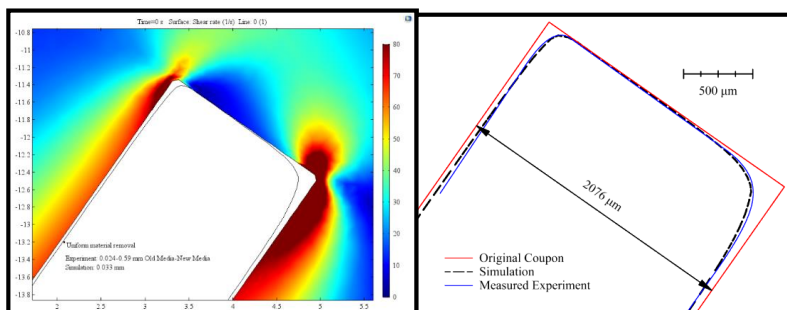 Time=0 s Surface: Shear rate (1/s) Line: 0 (1)
-10.8
-11
-11.2
-11.4
-11.6
-11.8
-12
-12.2
-12.4
-12.6
-12.8
-13
-13.2
-13.4
-13.6
-13.8
2 2.5 3 3.5 4 4.5 5 5.5
80
70
60
50
40
30
20
10
0
Uniform material removal
Experiment: 0.024-0.59 mm Old Media-New Media
Simulation: 0.033 mm
500 μm
2076 μm
Original Coupon
Simulation
Measured Experiment